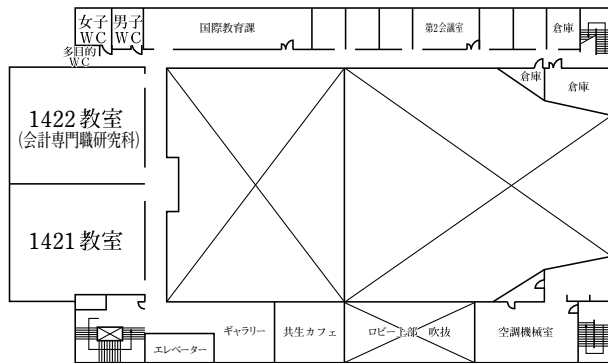 女子
WC
男子
WC
国際教育課
第2会議室
倉庫
多目的
WC
倉庫
倉庫
1422 教室
(会計専門職研究科)
1421 教室
ギャラリー
共生カフェ
ロビー上部 吹抜
空調機械室
エレベーター